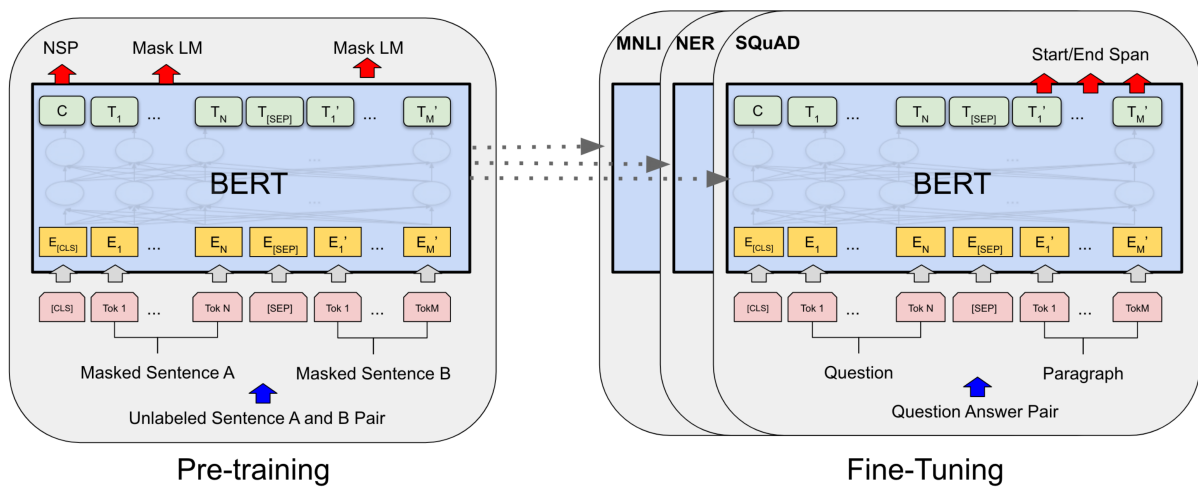 NSP Mask LM Mask LM
C T1 ... TN T[SEP] T1' ... TM'
...
BERT
...
E[CLS] E1 ... EN E[SEP] E1' ... EM'
[CLS] Tok 1 ... Tok N [SEP] Tok 1 ... TokM
Masked Sentence A Masked Sentence B
Unlabeled Sentence A and B Pair
Pre-training
MNLI NER SQuAD
Start/End Span
C T1 ... TN T[SEP] T1' ... TM'
...
BERT
...
E[CLS] E1 ... EN E[SEP] E1' ... EM'
[CLS] Tok 1 ... Tok N [SEP] Tok 1 ... TokM
Question Paragraph
Question Answer Pair
Fine-Tuning